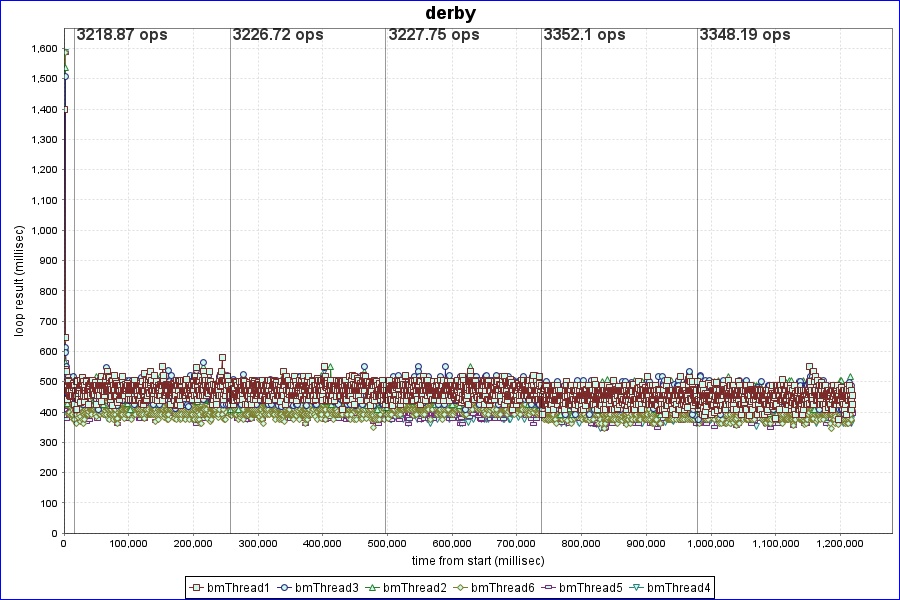 derby
3218.87 ops 3226.72 ops 3227.75 ops 3352.1 ops 3348.19 ops
1,600
1,500
1,400
1,300
1,200
1,100
1,000
900
800
700
600
500
400
300
200
100
0
loop result (millisec)
0 100,000 200,000 300,000 400,000 500,000 600,000 700,000 800,000 900,000 1,000,000 1,100,000 1,200,000
time from start (millisec)
bmThread1 bmThread3 bmThread2 bmThread6 bmThread5 bmThread4